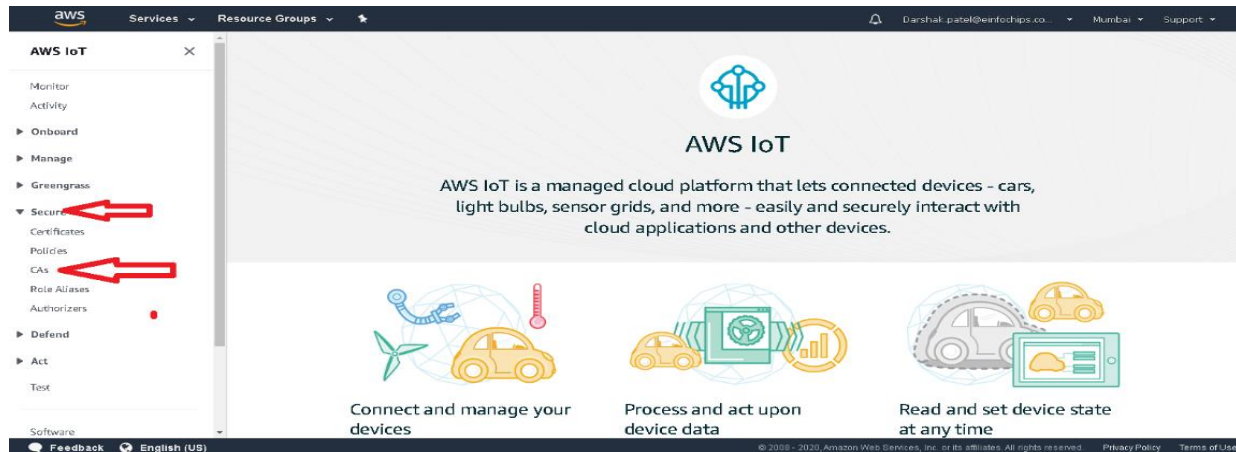 aws Services Resource Groups Darshak.patel@einfochips.co... Mumbai Support
AWS IoT
Monitor
Activity
Onboard
Manage
Greengrass
Secure
Certificates
Policies
CAs
Role Aliases
Authorizers
Defend
Act
Test
Software
AWS IoT
AWS IoT is a managed cloud platform that lets connected devices - cars,
light bulbs, sensor grids, and more - easily and securely interact with
cloud applications and other devices.
Connect and manage your
devices
Process and act upon
device data
Read and set device state
at any time
Feedback English (US) © 2008 - 2020, Amazon Web Services, Inc. or its affiliates. All rights reserved. Privacy Policy Terms of Use